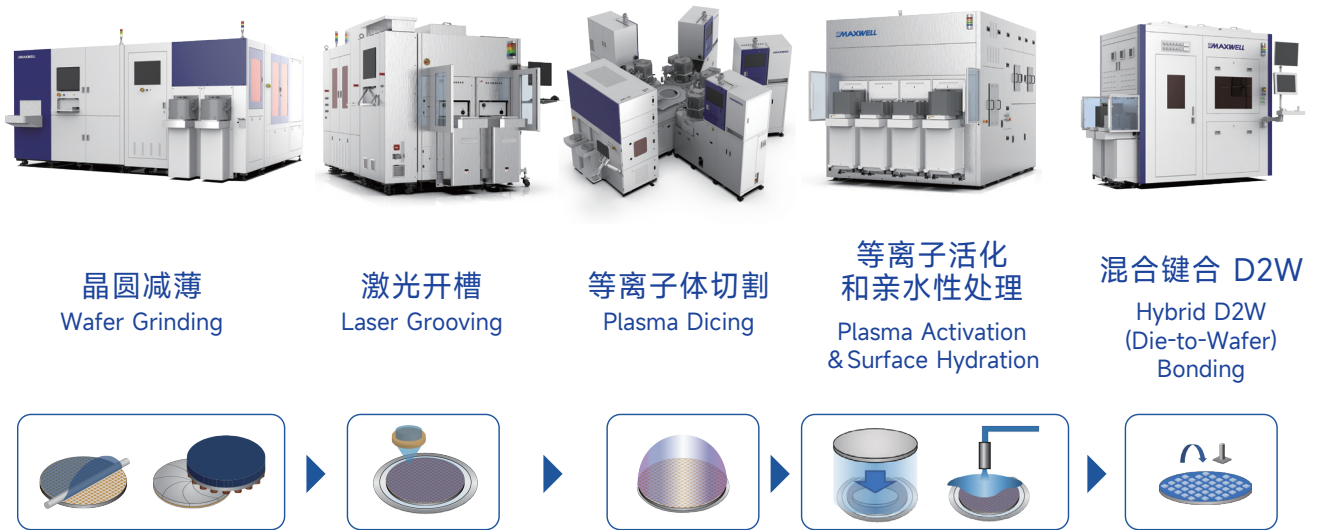 MAXWELL
MAXWELL
MAXWELL
晶圆减薄
Wafer Grinding
激光开槽
Laser Grooving
等离子体切割
Plasma Dicing
等离子活化
和亲水性处理
Plasma Activation
& Surface Hydration
混合键合 D2W
Hybrid D2W
(Die-to-Wafer)
Bonding